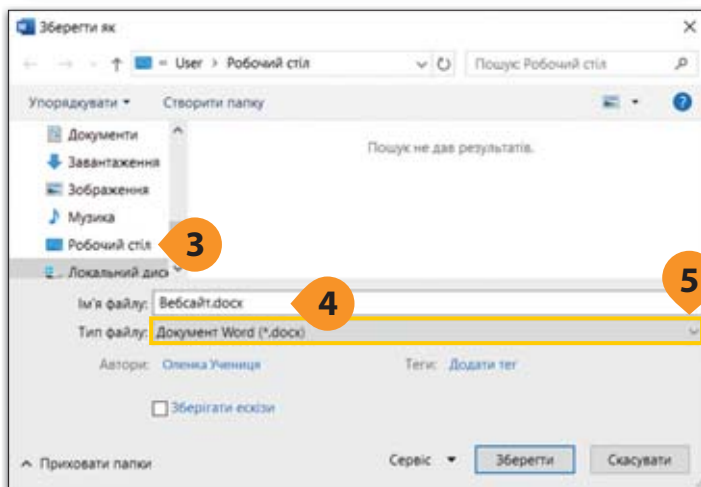 Зберегти як
User > Робочий стіл
Пошук: Робочий стіл
Упорядкувати
Створити папку
Документи
Завантаження
Зображення
Музика
Робочий стіл
Локальний диск
Пошук не дав результатів.
3
Ім'я файлу: Вебсайт.docx
4
5
Тип файлу: Документ Word (*.docx)
Автори: Оленка Учениця
Теги: Додати тег
Зберігати ескізи
Приховати папки
Сервіс
Зберегти
Скасувати